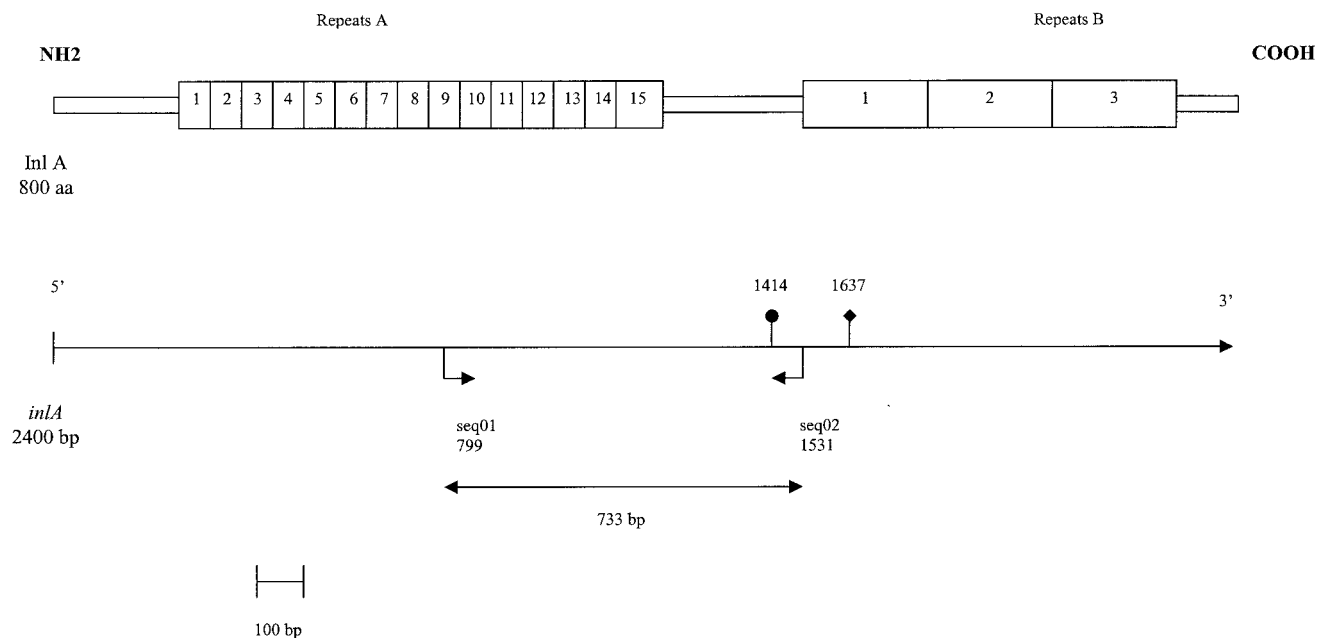 Repeats A Repeats B
NH2 COOH
1 2 3 4 5 6 7 8 9 10 11 12 13 14 15 1 2 3
Inl A
800 aa
1414 1637
5’ 3’
inlA
2400 bp
seq01 seq02
799 1531
733 bp
100 bp